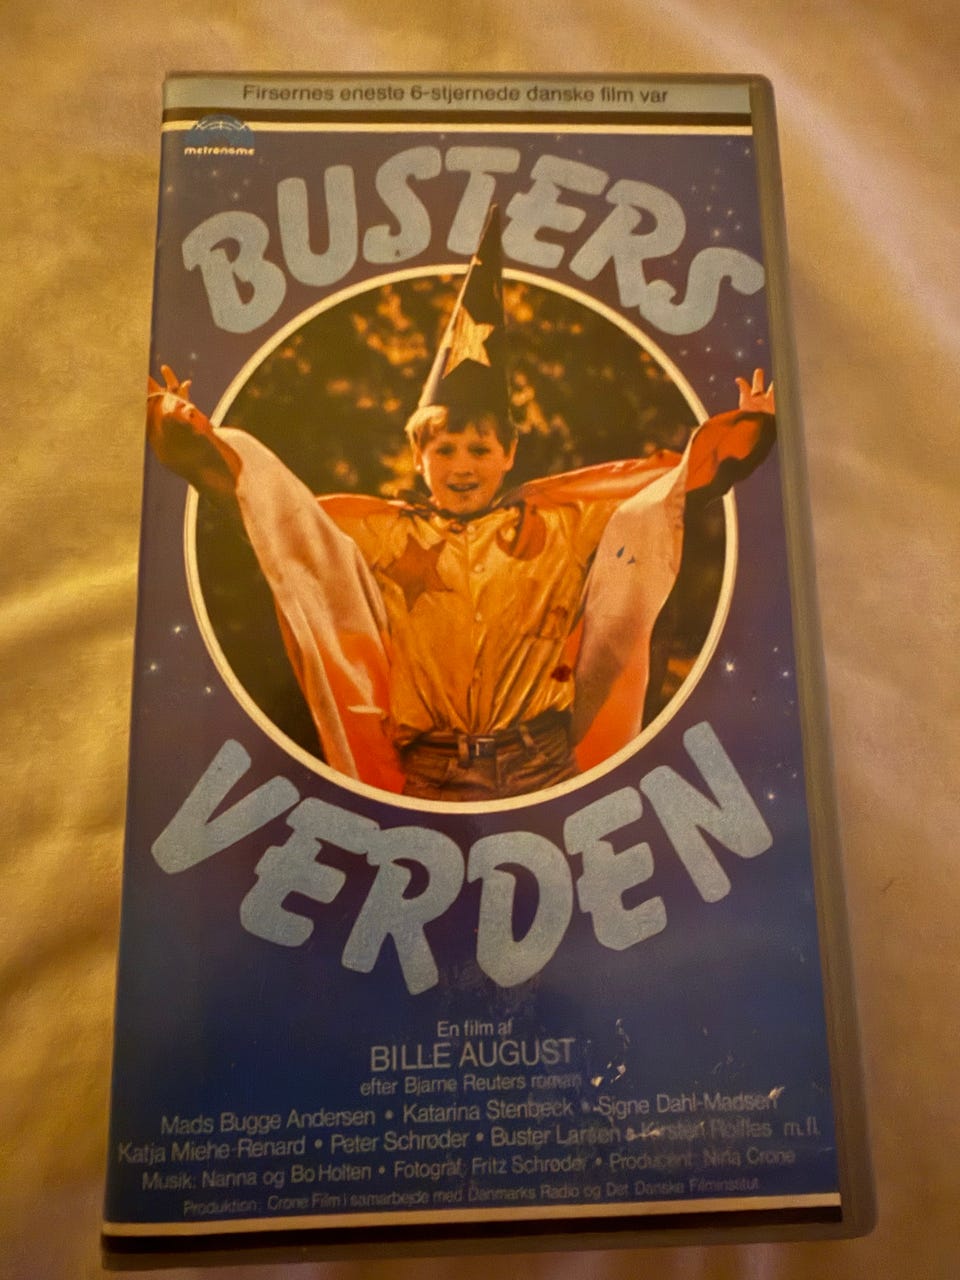 Firsernes eneste 6-stjernede danske film var
metronome
BUSTERS
VERDEN
En film af
BILLE AUGUST
efter Bjarne Reuters roman
Mads Bugge Andersen • Katarina Stenbeck • Signe Dahl-Madsen
Katja Miehe-Renard • Peter Schrøder • Buster Larsen • Kirsten Rolffes m.fl.
Musik: Nanna og Bo Holten • Fotograf: Fritz Schrøder • Producent: Nina Crone
Produktion: Crone Film i samarbejde med Danmarks Radio og Det Danske Filminstitut